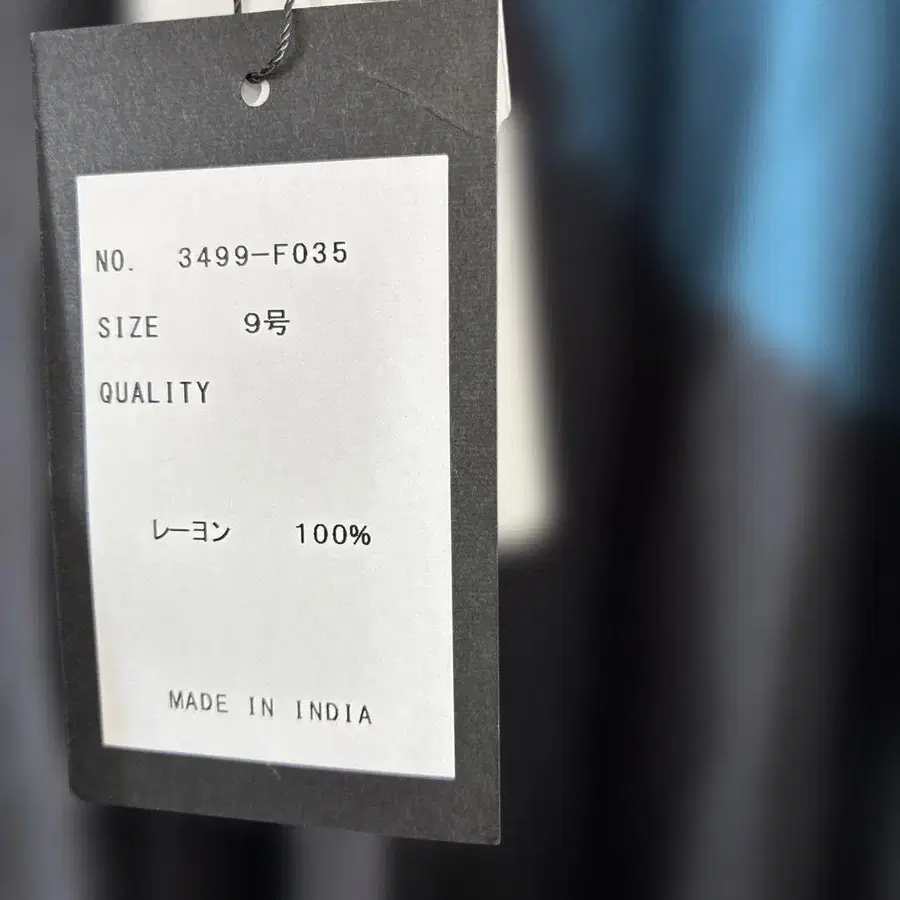 NO. 3499-F035
SIZE 9号
QUALITY
レーヨン 100%
MADE IN INDIA